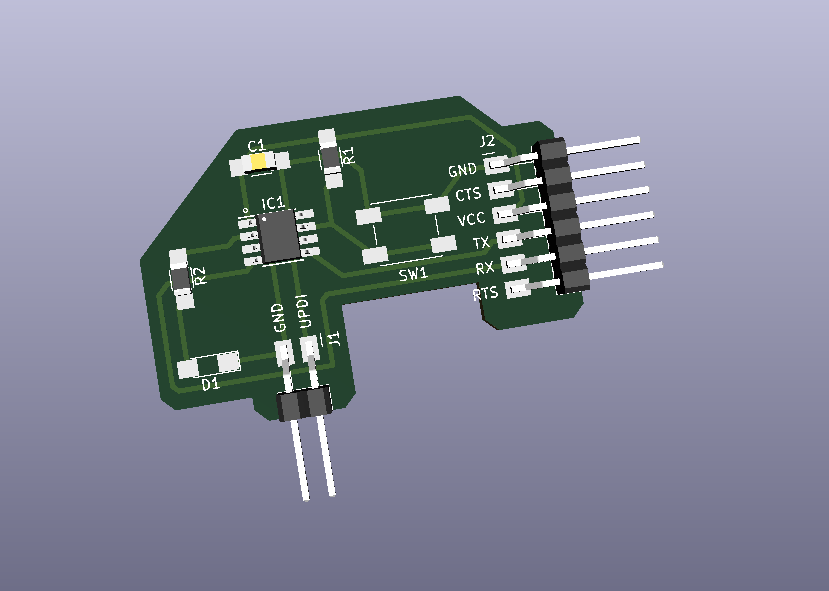 C1
R1
J2
GND
CTS
VCC
TX
RX
RTS
IC1
SW1
R2
GND
UPDI
J1
D1